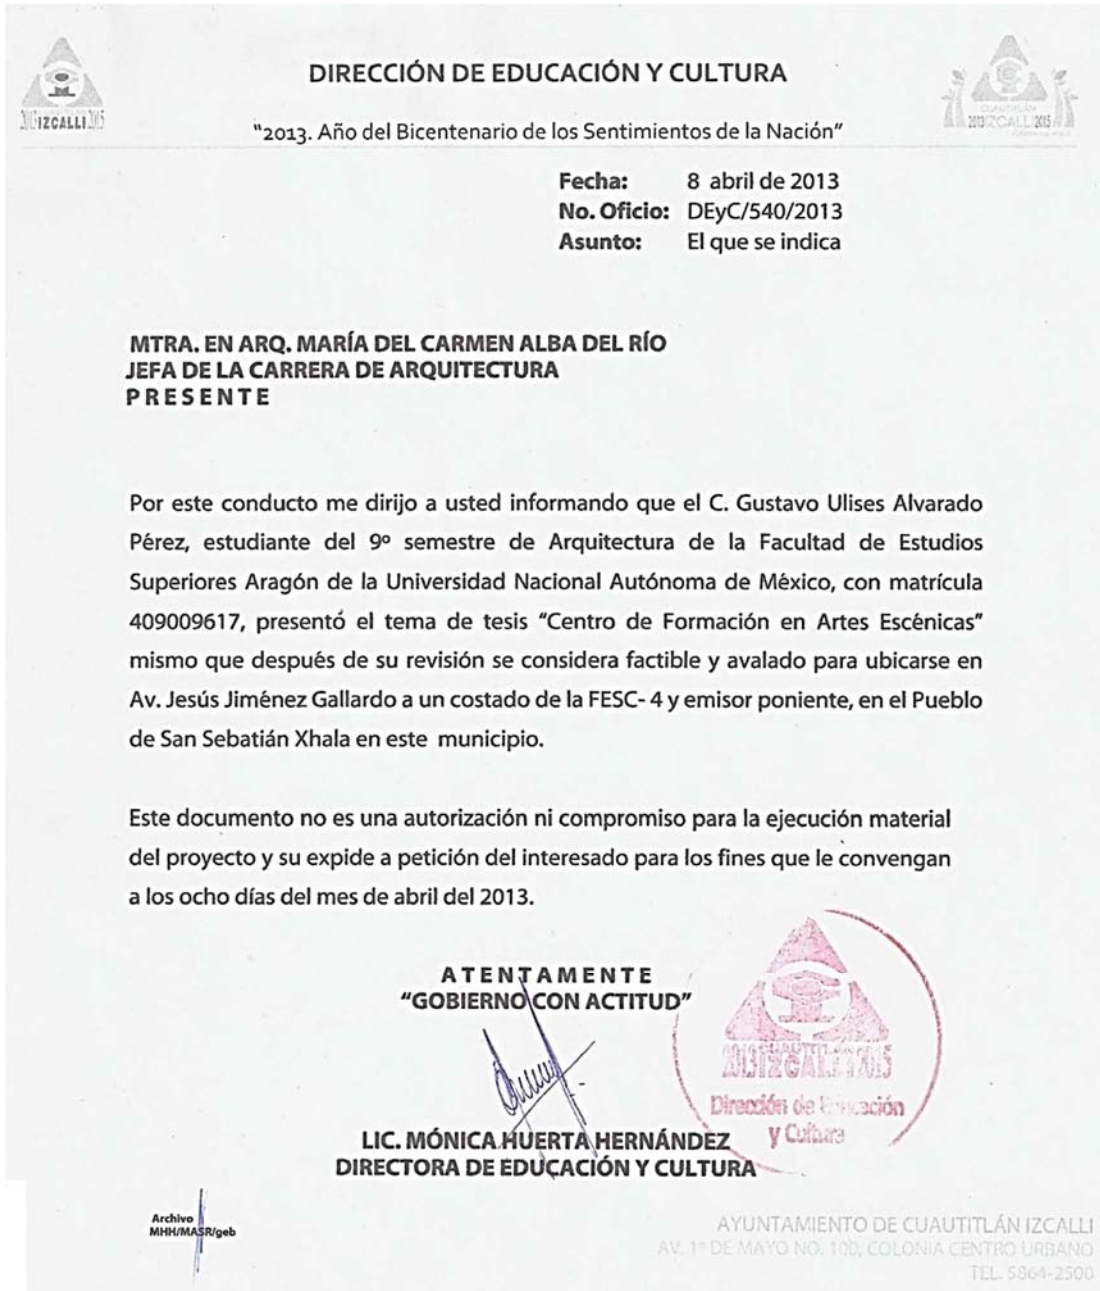 DIRECCIÓN DE EDUCACIÓN Y CULTURA
IZCALLI
CUAUTITLÁN
2013 IZCALLI 2015
"2013. Año del Bicentenario de los Sentimientos de la Nación"
Fecha: 8 abril de 2013
No. Oficio: DEyC/540/2013
Asunto: El que se indica
MTRA. EN ARQ. MARÍA DEL CARMEN ALBA DEL RÍO
JEFA DE LA CARRERA DE ARQUITECTURA
P R E S E N T E
Por este conducto me dirijo a usted informando que el C. Gustavo Ulises Alvarado
Pérez, estudiante del 9º semestre de Arquitectura de la Facultad de Estudios
Superiores Aragón de la Universidad Nacional Autónoma de México, con matrícula
409009617, presentó el tema de tesis "Centro de Formación en Artes Escénicas"
mismo que después de su revisión se considera factible y avalado para ubicarse en
Av. Jesús Jiménez Gallardo a un costado de la FESC- 4 y emisor poniente, en el Pueblo
de San Sebatián Xhala en este municipio.
Este documento no es una autorización ni compromiso para la ejecución material
del proyecto y su expide a petición del interesado para los fines que le convengan
a los ocho días del mes de abril del 2013.
A T E N T A M E N T E
"GOBIERNO CON ACTITUD"
CUAUTITLÁN
2013 IZCALLI 2015
Dirección de Educación
y Cultura
LIC. MÓNICA HUERTA HERNÁNDEZ
DIRECTORA DE EDUCACIÓN Y CULTURA
Archivo
MHH/MASR/geb
AYUNTAMIENTO DE CUAUTITLÁN IZCALLI
AV. 1º DE MAYO NO. 100, COLONIA CENTRO URBANO
TEL. 5864-2500